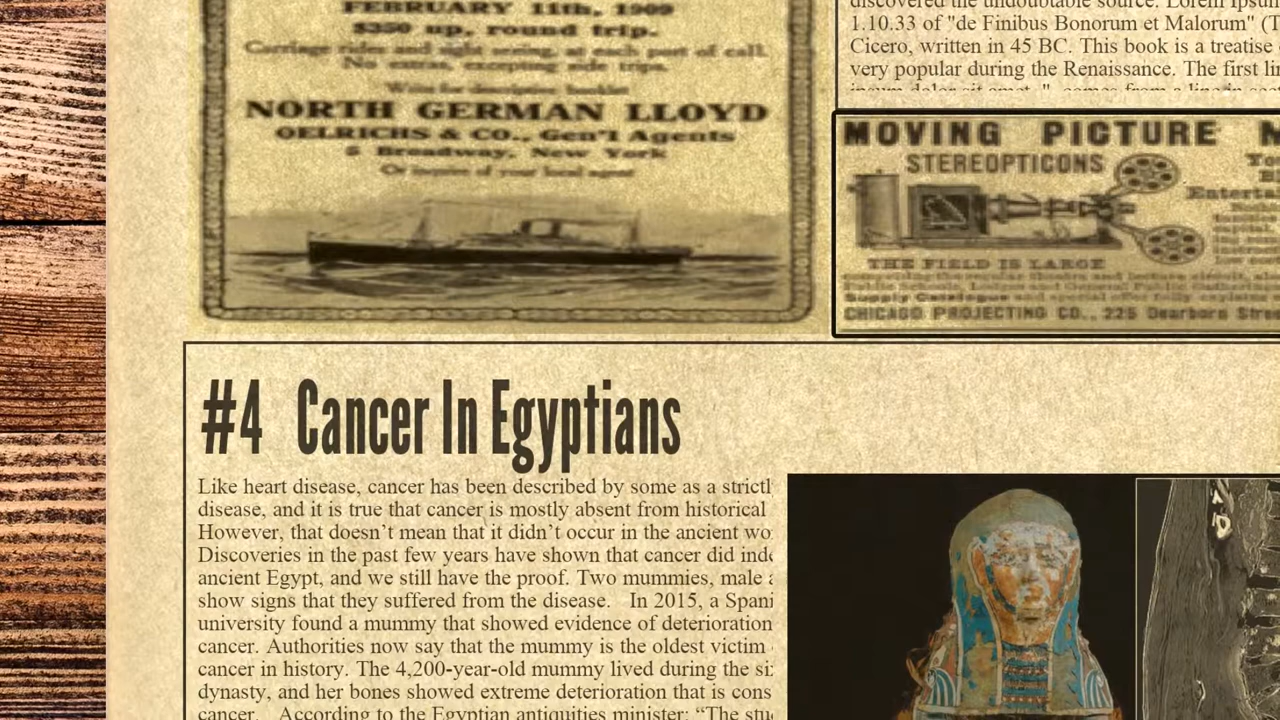 FEBRUARY 11th, 1909
$350 up, round trip.
Carriage rides and sight seeing, at each port of call.
No extras, excepting side trips.
NORTH GERMAN LLOYD
OELRICHS & CO., Gen'l Agents
5 Broadway, New York
Or inquire of your local agent
discovered the undoubtable source. Lorem Ipsum
1.10.33 of "de Finibus Bonorum et Malorum" (T
Cicero, written in 45 BC. This book is a treatise
very popular during the Renaissance. The first li
MOVING PICTURE M
STEREOPTICONS
Enterta
THE FIELD IS LARGE
Supply Catalogue
CHICAGO PROJECTING CO., 225 Dearborn Stree
#4 Cancer In Egyptians
Like heart disease, cancer has been described by some as a strictl
disease, and it is true that cancer is mostly absent from historical
However, that doesn't mean that it didn't occur in the ancient wo
Discoveries in the past few years have shown that cancer did inde
ancient Egypt, and we still have the proof. Two mummies, male a
show signs that they suffered from the disease. In 2015, a Spani
university found a mummy that showed evidence of deterioration
cancer. Authorities now say that the mummy is the oldest victim
cancer in history. The 4,200-year-old mummy lived during the si
dynasty, and her bones showed extreme deterioration that is cons
cancer. According to the Egyptian antiquities minister: "The stu